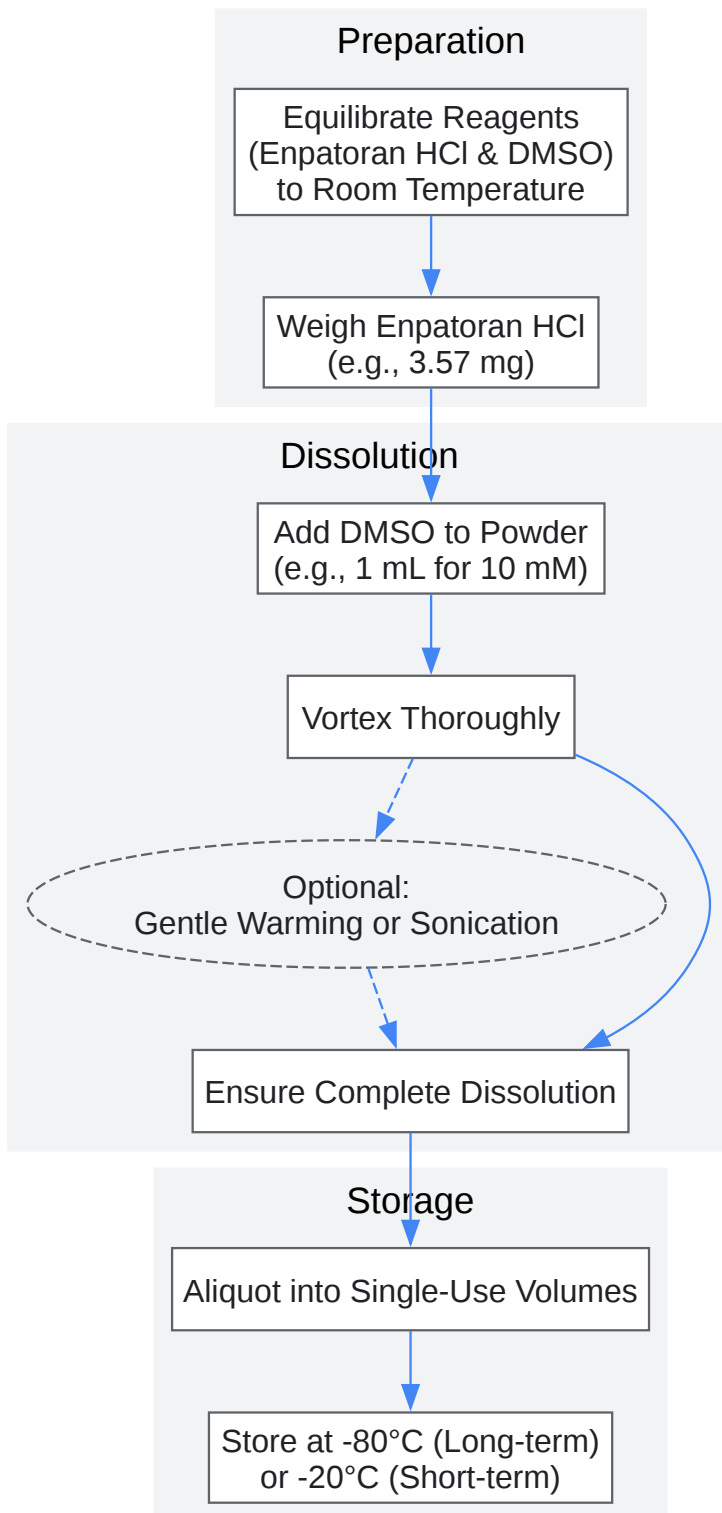 Preparation
Equilibrate Reagents
(Enpatoran HCl & DMSO)
to Room Temperature
Weigh Enpatoran HCl
(e.g., 3.57 mg)
Dissolution
Add DMSO to Powder
(e.g., 1 mL for 10 mM)
Vortex Thoroughly
Optional:
Gentle Warming or Sonication
Ensure Complete Dissolution
Storage
Aliquot into Single-Use Volumes
Store at -80°C (Long-term)
or -20°C (Short-term)